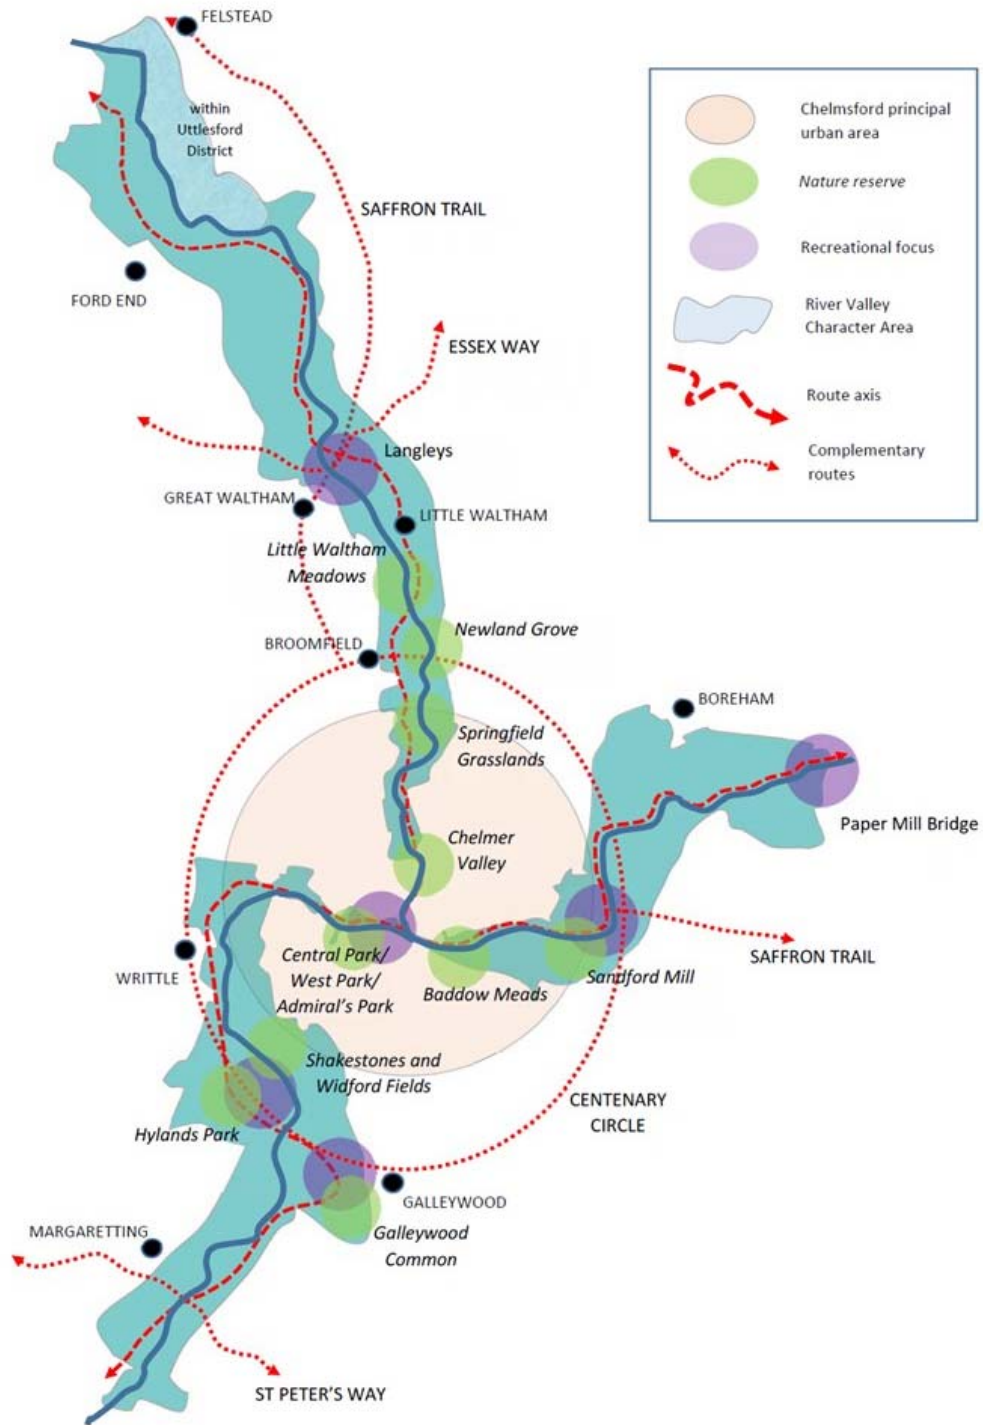 FELSTEAD
within
Uttlesford
District
SAFFRON TRAIL
FORD END
ESSEX WAY
Langleys
GREAT WALTHAM
LITTLE WALTHAM
Little Waltham
Meadows
Newland Grove
BROOMFIELD
BOREHAM
Springfield
Grasslands
Paper Mill Bridge
Chelmer
Valley
Central Park/
West Park/
Admiral's Park
Baddow Meads
Sandford Mill
SAFFRON TRAIL
WRITTLE
Shakestones and
Widford Fields
CENTENARY
CIRCLE
Hylands Park
GALLEYWOOD
Galleywood
Common
MARGARETTING
ST PETER'S WAY
Chelmsford principal
urban area
Nature reserve
Recreational focus
River Valley
Character Area
Route axis
Complementary
routes